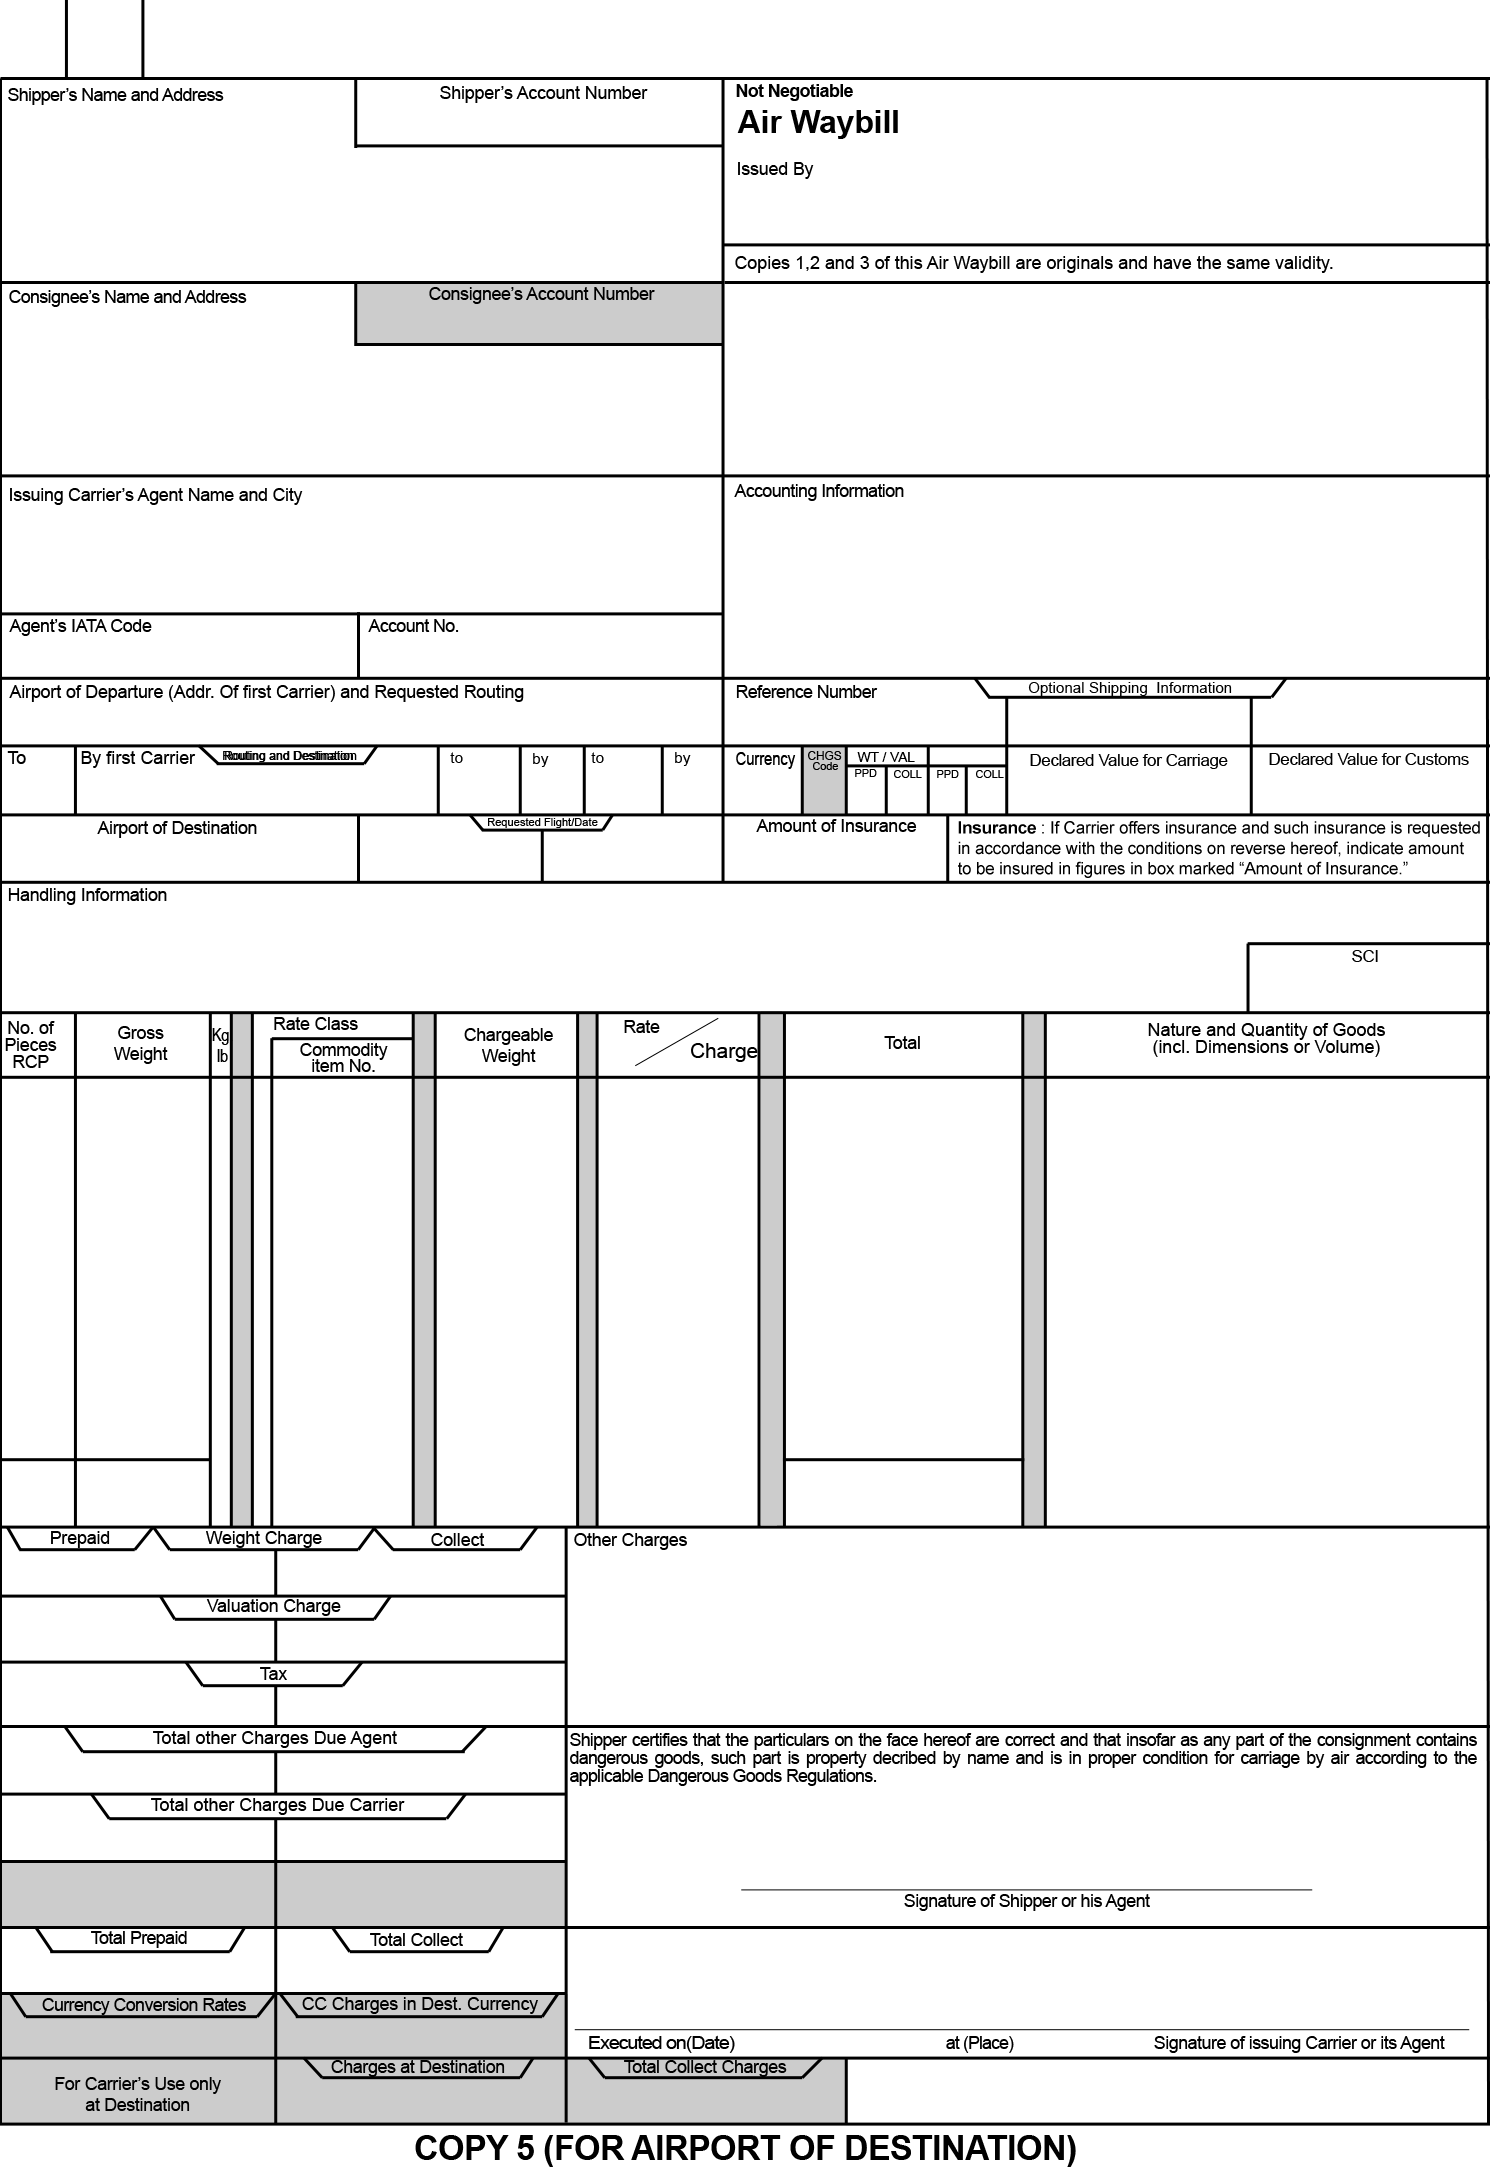 Shipper’s Name and Address
Shipper’s Account Number
Not Negotiable
Air Waybill
Issued By
Copies 1,2 and 3 of this Air Waybill are originals and have the same validity.
Consignee’s Name and Address
Consignee’s Account Number
Issuing Carrier’s Agent Name and City
Accounting Information
Agent’s IATA Code
Account No.
Airport of Departure (Addr. Of first Carrier) and Requested Routing
Reference Number
Optional Shipping Information
To
By first Carrier
Routing and Destination
to
by
to
by
Currency
CHGS
Code
WT / VAL
PPD
COLL
PPD
COLL
Declared Value for Carriage
Declared Value for Customs
Airport of Destination
Requested Flight/Date
Amount of Insurance
Insurance : If Carrier offers insurance and such insurance is requested
in accordance with the conditions on reverse hereof, indicate amount
to be insured in figures in box marked “Amount of Insurance.”
Handling Information
SCI
No. of
Pieces
RCP
Gross
Weight
Kg
lb
Rate Class
Commodity
item No.
Chargeable
Weight
Rate
Charge
Total
Nature and Quantity of Goods
(incl. Dimensions or Volume)
Prepaid
Weight Charge
Collect
Other Charges
Valuation Charge
Tax
Total other Charges Due Agent
Shipper certifies that the particulars on the face hereof are correct and that insofar as any part of the consignment contains
dangerous goods, such part is property decribed by name and is in proper condition for carriage by air according to the
applicable Dangerous Goods Regulations.
Total other Charges Due Carrier
Signature of Shipper or his Agent
Total Prepaid
Total Collect
Currency Conversion Rates
CC Charges in Dest. Currency
Executed on(Date)
at (Place)
Signature of issuing Carrier or its Agent
For Carrier’s Use only
at Destination
Charges at Destination
Total Collect Charges
COPY 5 (FOR AIRPORT OF DESTINATION)